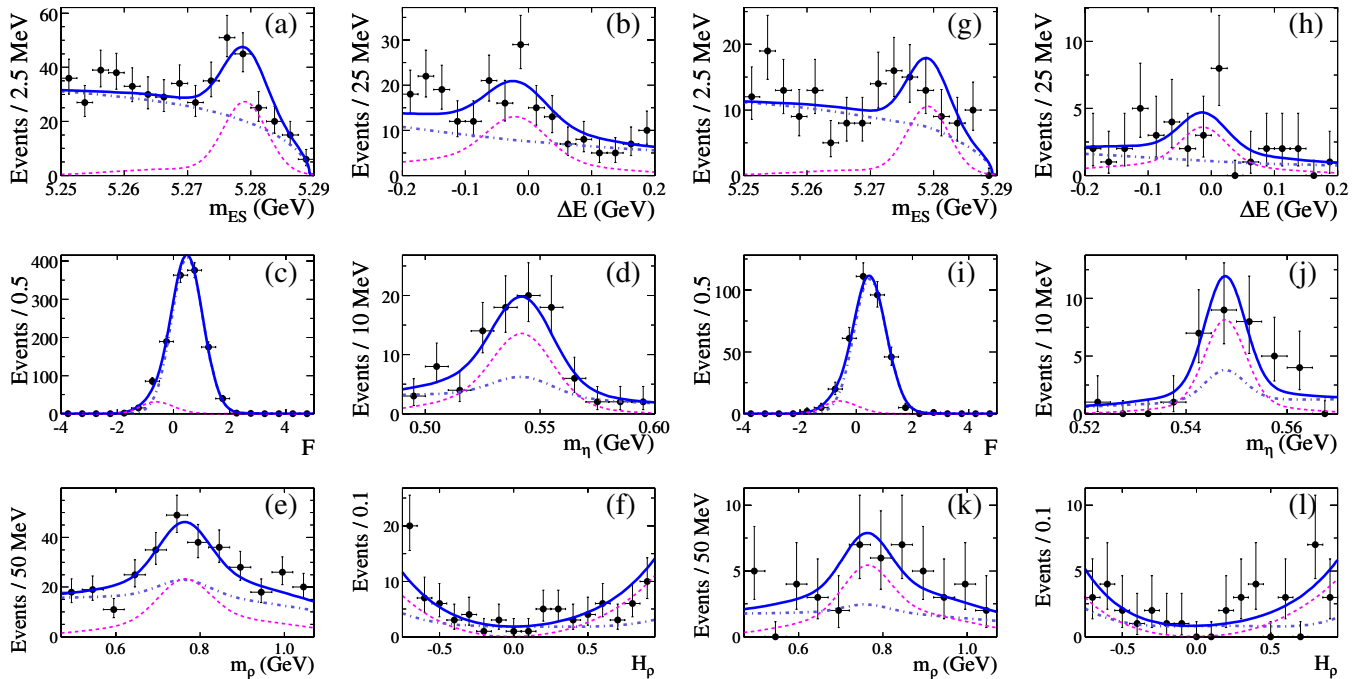 (a) (b) (g) (h)
Events / 2.5 MeV
60
40
20
0
5.25 5.26 5.27 5.28 5.29
m_ES (GeV)
Events / 25 MeV
30
20
10
0
-0.2 -0.1 0.0 0.1 0.2
ΔE (GeV)
Events / 2.5 MeV
20
15
10
5
0
5.25 5.26 5.27 5.28 5.29
m_ES (GeV)
Events / 25 MeV
10
5
0
-0.2 -0.1 0.0 0.1 0.2
ΔE (GeV)
(c) (d) (i) (j)
Events / 0.5
400
300
200
100
0
-4 -2 0 2 4
F
Events / 10 MeV
20
10
0
0.50 0.55 0.60
m_η (GeV)
Events / 0.5
100
50
0
-4 -2 0 2 4
F
Events / 10 MeV
10
5
0
0.52 0.54 0.56
m_η (GeV)
(e) (f) (k) (l)
Events / 50 MeV
60
40
20
0
0.6 0.8 1.0
m_ρ (GeV)
Events / 0.1
20
10
0
-0.5 0.0 0.5
H_ρ
Events / 50 MeV
10
5
0
0.6 0.8 1.0
m_ρ (GeV)
Events / 0.1
10
5
0
-0.5 0.0 0.5
H_ρ